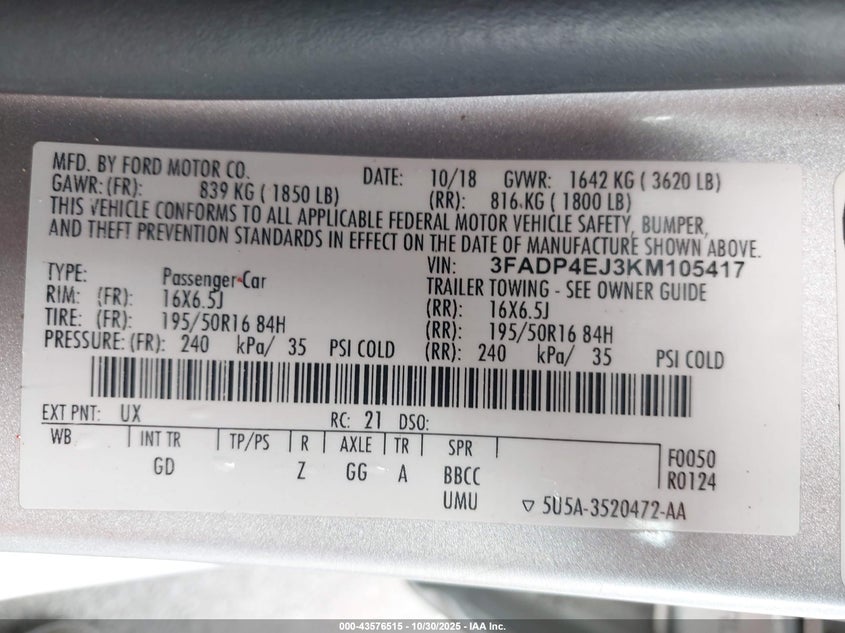 MFD. BY FORD MOTOR CO. DATE: 10/18 GVWR: 1642 KG ( 3620 LB)
GAWR: (FR): 839 KG ( 1850 LB) (RR): 816.KG ( 1800 LB)
THIS VEHICLE CONFORMS TO ALL APPLICABLE FEDERAL MOTOR VEHICLE SAFETY, BUMPER,
AND THEFT PREVENTION STANDARDS IN EFFECT ON THE DATE OF MANUFACTURE SHOWN ABOVE.
VIN: 3FADP4EJ3KM105417
TYPE: Passenger Car TRAILER TOWING - SEE OWNER GUIDE
RIM: (FR): 16X6.5J (RR): 16X6.5J
TIRE: (FR): 195/50R16 84H (RR): 195/50R16 84H
PRESSURE: (FR): 240 kPa/ 35 PSI COLD (RR): 240 kPa/ 35 PSI COLD
EXT PNT: UX RC: 21 DSO:
WB INT TR TP/PS R AXLE TR SPR F0050
GD Z GG A BBCC R0124
UMU ▽ 5U5A-3520472-AA
000-43576515 - 10/30/2025 - IAA Inc.